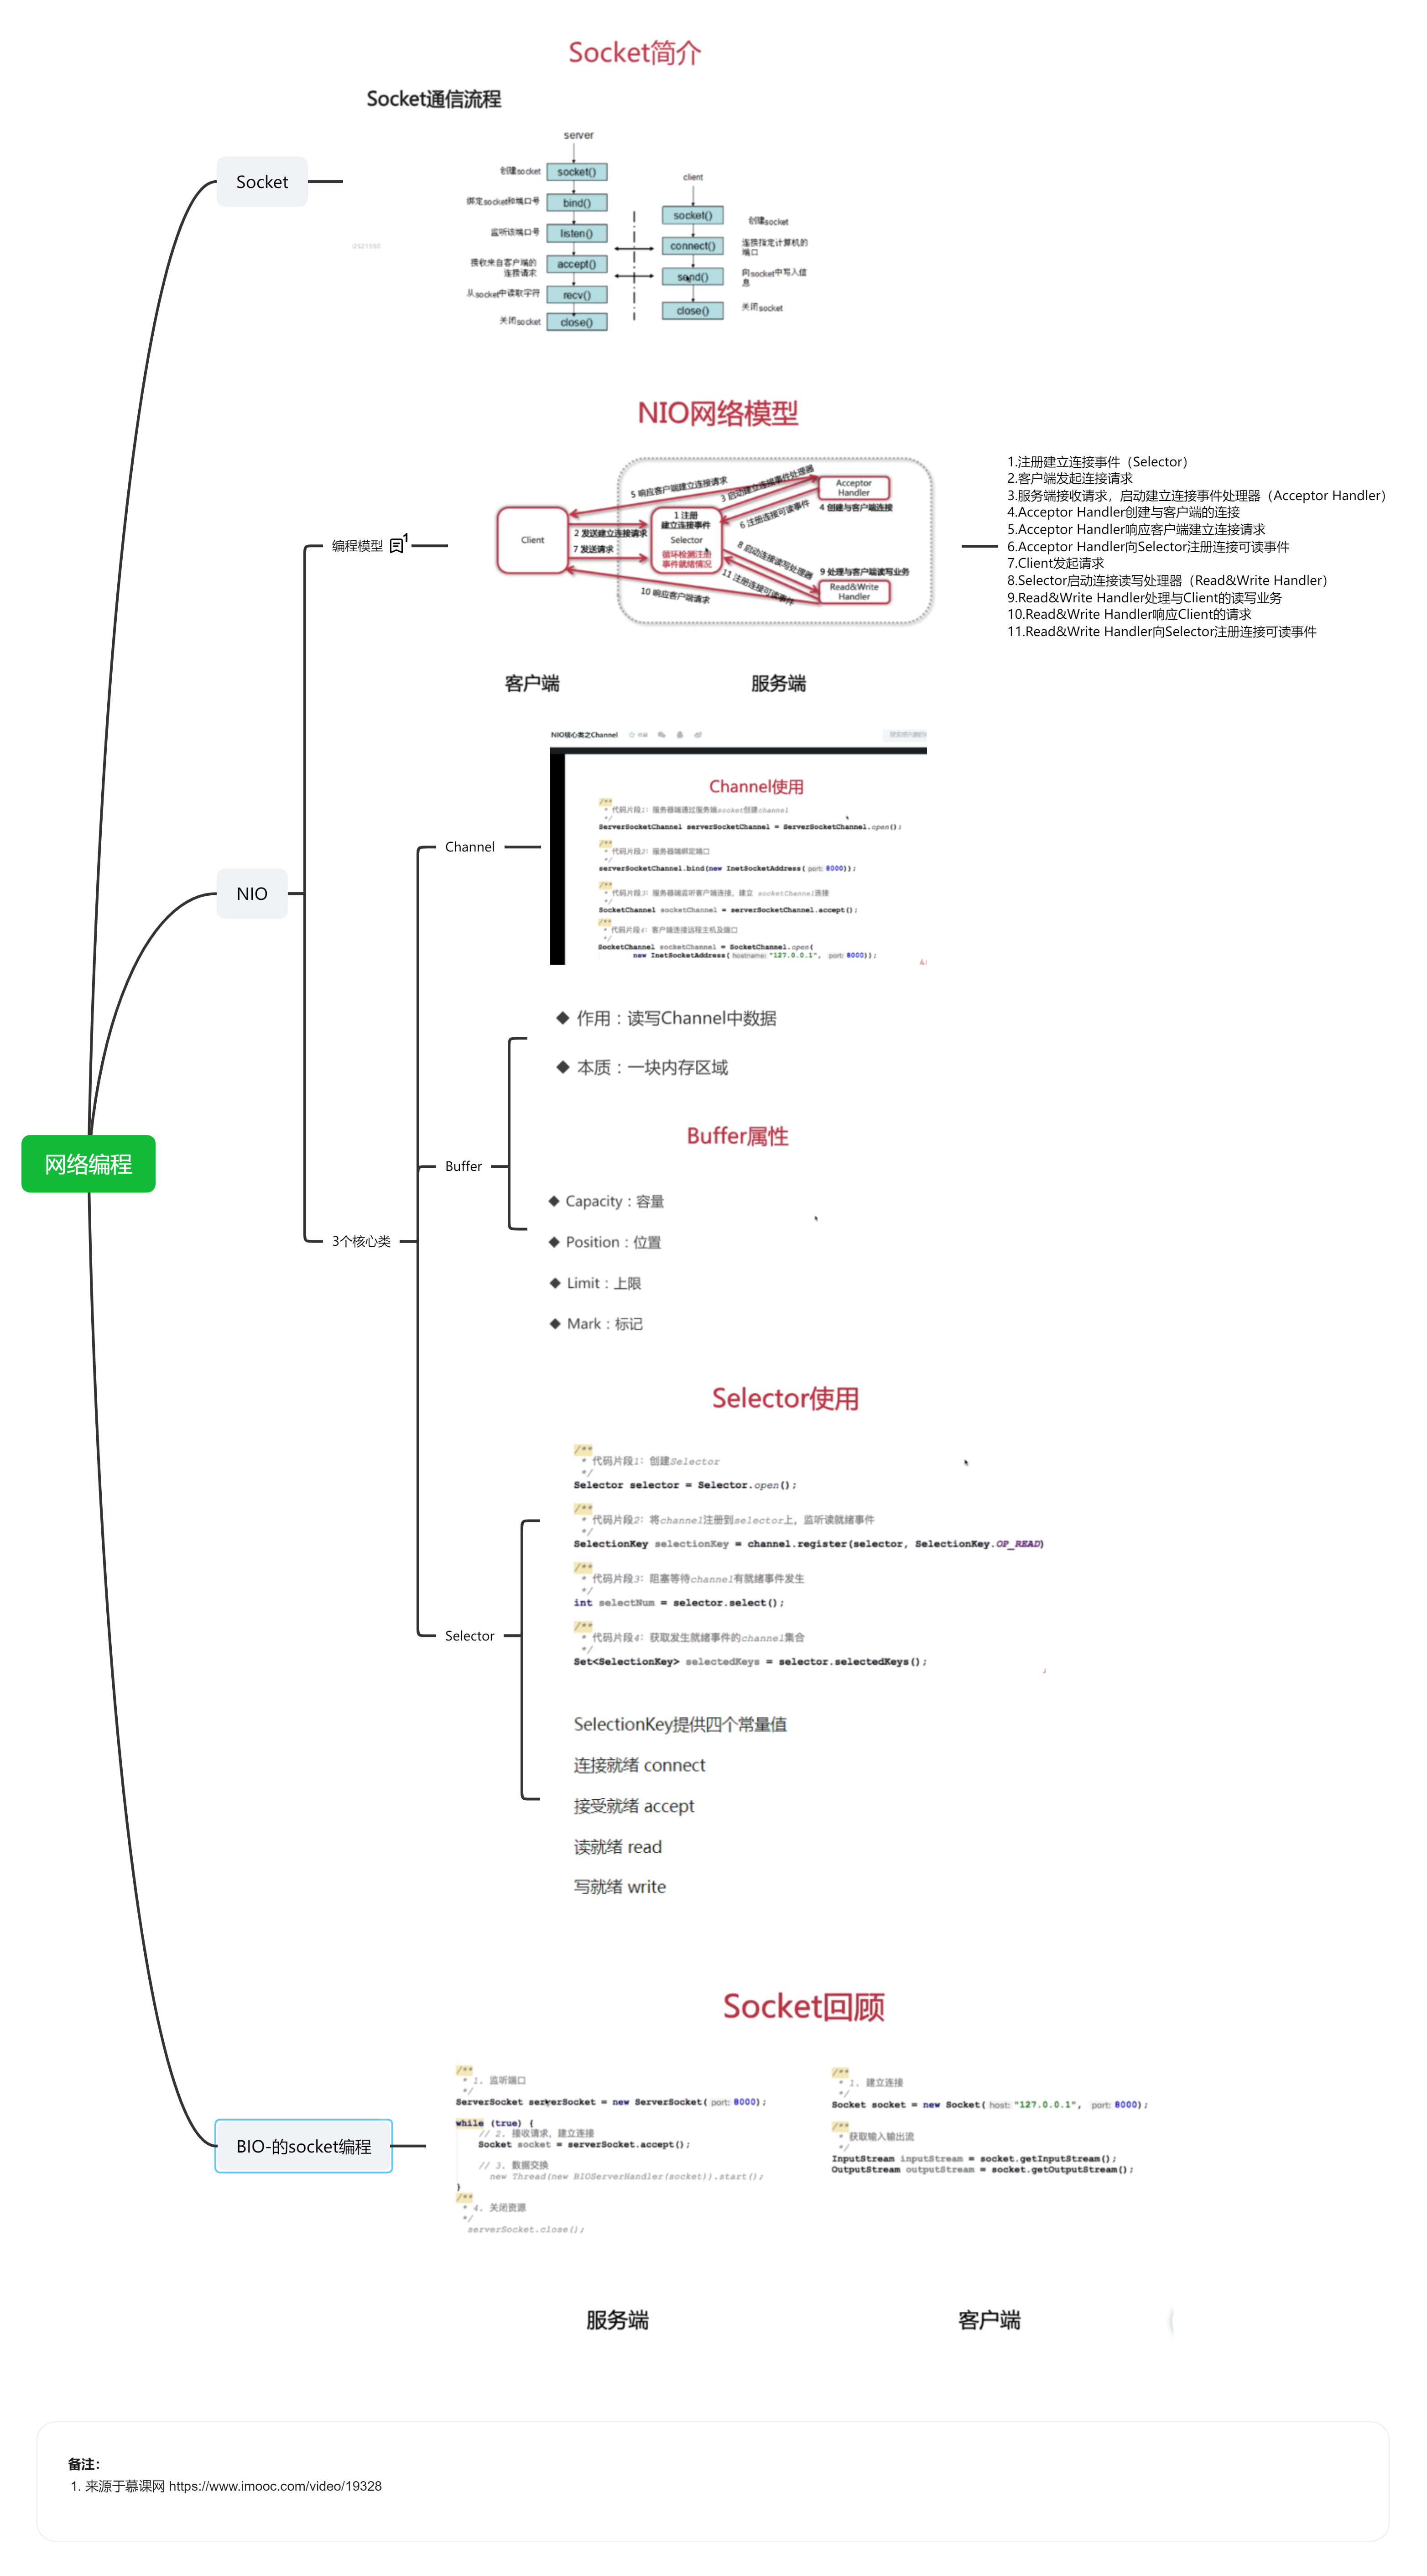 Socket简介
Socket通信流程
server
创建socket
socket()
绑定socket和端口号
bind()
监听该端口号
listen()
接收来自客户端的
连接请求
accept()
从socket中读取字符
recv()
关闭socket
close()
client
socket()
创建socket
connect()
连接指定计算机的
端口
send()
向socket中写入信
息
close()
关闭socket
Socket
NIO网络模型
5 响应客户端建立连接请求
3 启动建立连接事件处理器
Acceptor
Handler
4 创建与客户端连接
6 注册连接可读事件
Client
2 发送建立连接请求
7 发送请求
1 注册
建立连接事件
Selector
循环检测注册
事件就绪情况
8 启动连接读写处理器
9 处理与客户端读写业务
11 注册连接可读事件
Read&Write
Handler
10 响应客户端请求
客户端
服务端
1.注册建立连接事件（Selector）
2.客户端发起连接请求
3.服务端接收请求，启动建立连接事件处理器（Acceptor Handler）
4.Acceptor Handler创建与客户端的连接
5.Acceptor Handler响应客户端建立连接请求
6.Acceptor Handler向Selector注册连接可读事件
7.Client发起请求
8.Selector启动连接读写处理器（Read&Write Handler）
9.Read&Write Handler处理与Client的读写业务
10.Read&Write Handler响应Client的请求
11.Read&Write Handler向Selector注册连接可读事件
编程模型
1
NIO核心类之Channel
Channel使用
/**
* 代码片段1：服务器端通过服务端socket创建channel
*/
ServerSocketChannel serverSocketChannel = ServerSocketChannel.open();
/**
* 代码片段2：服务器端绑定端口
*/
serverSocketChannel.bind(new InetSocketAddress( port: 8000));
/**
* 代码片段3：服务器端监听客户端连接，建立 socketChannel连接
*/
SocketChannel socketChannel = serverSocketChannel.accept();
/**
* 代码片段4：客户端连接远程主机及端口
*/
SocketChannel socketChannel = SocketChannel.open(
new InetSocketAddress( hostname: "127.0.0.1", port: 8000));
Channel
NIO
作用：读写Channel中数据
本质：一块内存区域
Buffer属性
Buffer
Capacity：容量
Position：位置
Limit：上限
Mark：标记
网络编程
3个核心类
Selector使用
/**
* 代码片段1：创建Selector
*/
Selector selector = Selector.open();
/**
* 代码片段2：将channel注册到selector上，监听读就绪事件
*/
SelectionKey selectionKey = channel.register(selector, SelectionKey.OP_READ)
/**
* 代码片段3：阻塞等待channel有就绪事件发生
*/
int selectNum = selector.select();
/**
* 代码片段4：获取发生就绪事件的channel集合
*/
Set<SelectionKey> selectedKeys = selector.selectedKeys();
Selector
SelectionKey提供四个常量值
连接就绪 connect
接受就绪 accept
读就绪 read
写就绪 write
Socket回顾
/**
* 1. 监听端口
*/
ServerSocket serverSocket = new ServerSocket( port: 8000);
while (true) {
// 2. 接收请求，建立连接
Socket socket = serverSocket.accept();
// 3. 数据交换
new Thread(new BIOServerHandler(socket)).start();
}
/**
* 4. 关闭资源
*/
serverSocket.close();
/**
* 1. 建立连接
*/
Socket socket = new Socket( host: "127.0.0.1", port: 8000);
/**
* 获取输入输出流
*/
InputStream inputStream = socket.getInputStream();
OutputStream outputStream = socket.getOutputStream();
BIO-的socket编程
服务端
客户端
备注：
1. 来源于慕课网 https://www.imooc.com/video/19328